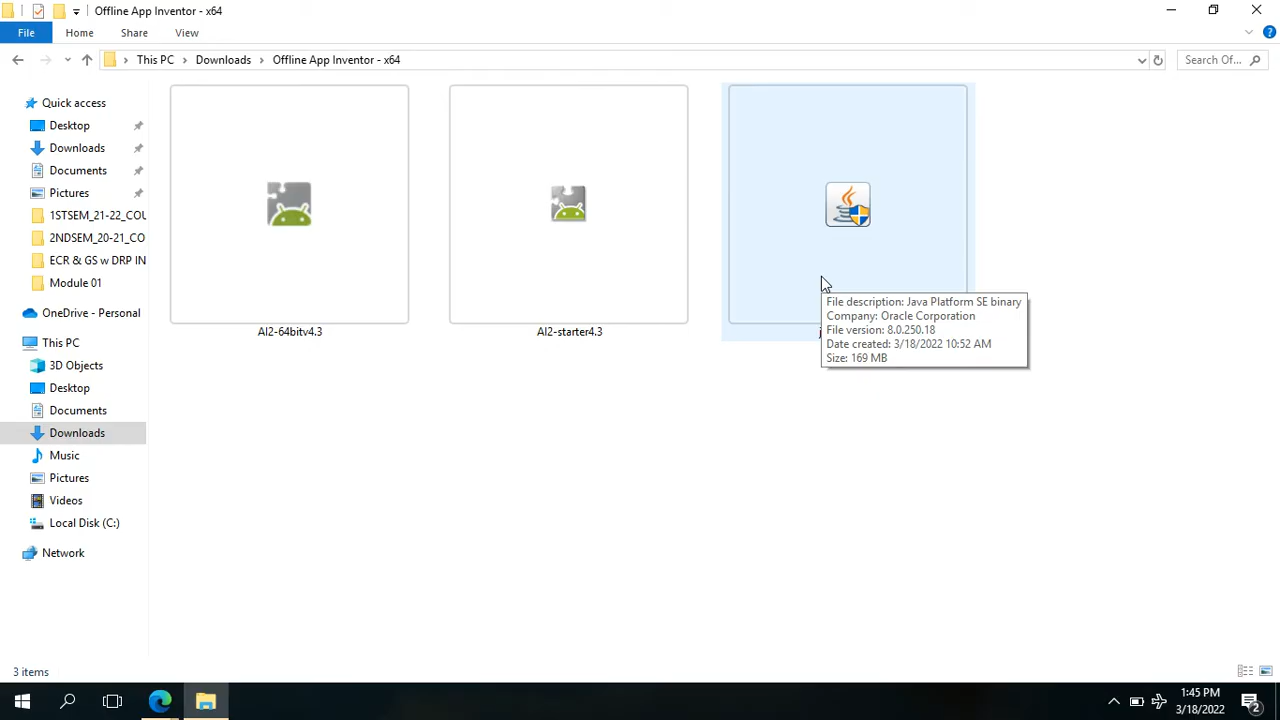 Offline App Inventor - x64
File
Home
Share
View
This PC > Downloads > Offline App Inventor - x64
Search Of...
Quick access
Desktop
Downloads
Documents
Pictures
1STSEM_21-22_COU
2NDSEM_20-21_CO
ECR & GS w DRP IN
Module 01
OneDrive - Personal
This PC
3D Objects
Desktop
Documents
Downloads
Music
Pictures
Videos
Local Disk (C:)
Network
AI2-64bitv4.3
AI2-starter4.3
File description: Java Platform SE binary
Company: Oracle Corporation
File version: 8.0.250.18
Date created: 3/18/2022 10:52 AM
Size: 169 MB
3 items
1:45 PM
3/18/2022
2